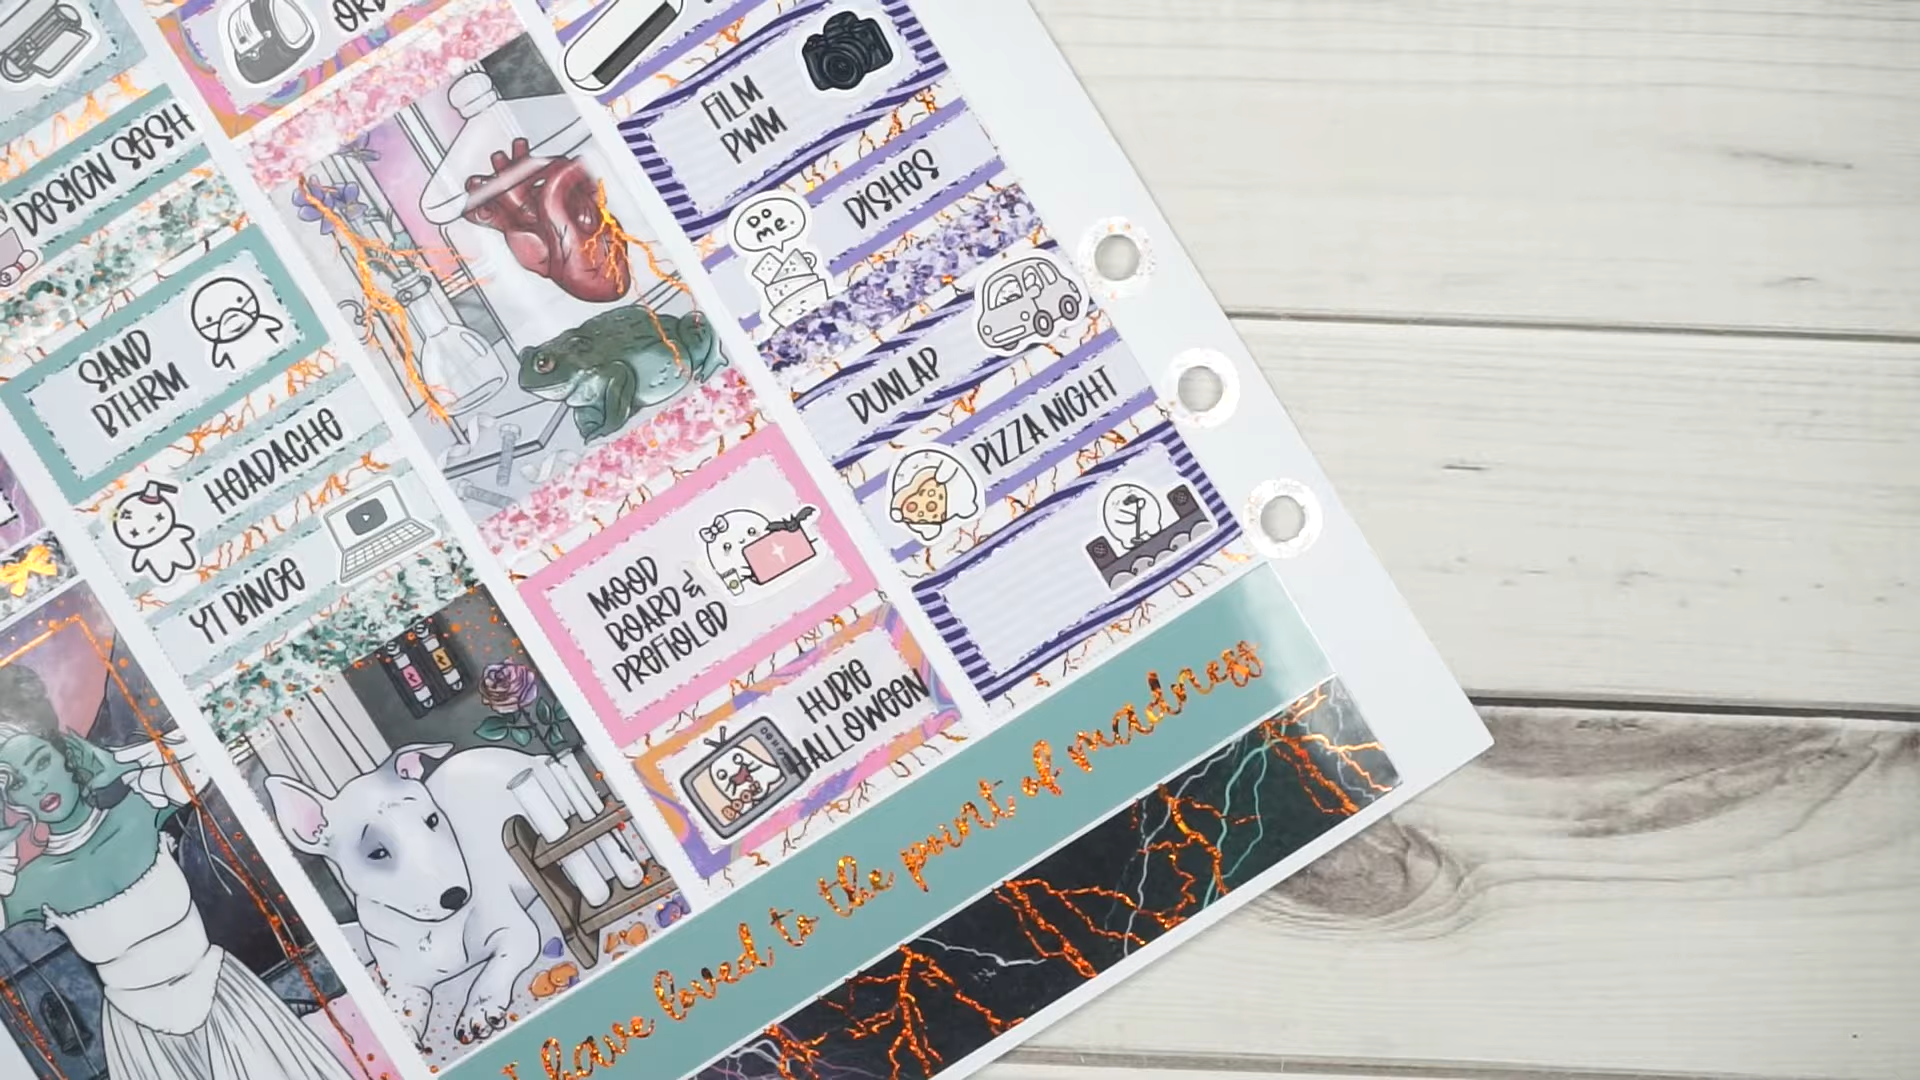 DESIGN SESH
SAND
BTHRM
HEADACHE
YT BINGE
MOOD
BOARD &
PREFIOLED
HUBIE
HALLOWEEN
FILM
PWM
DO
ME.
DISHES
DUNLAP
PIZZA NIGHT
I have loved to the point of madness